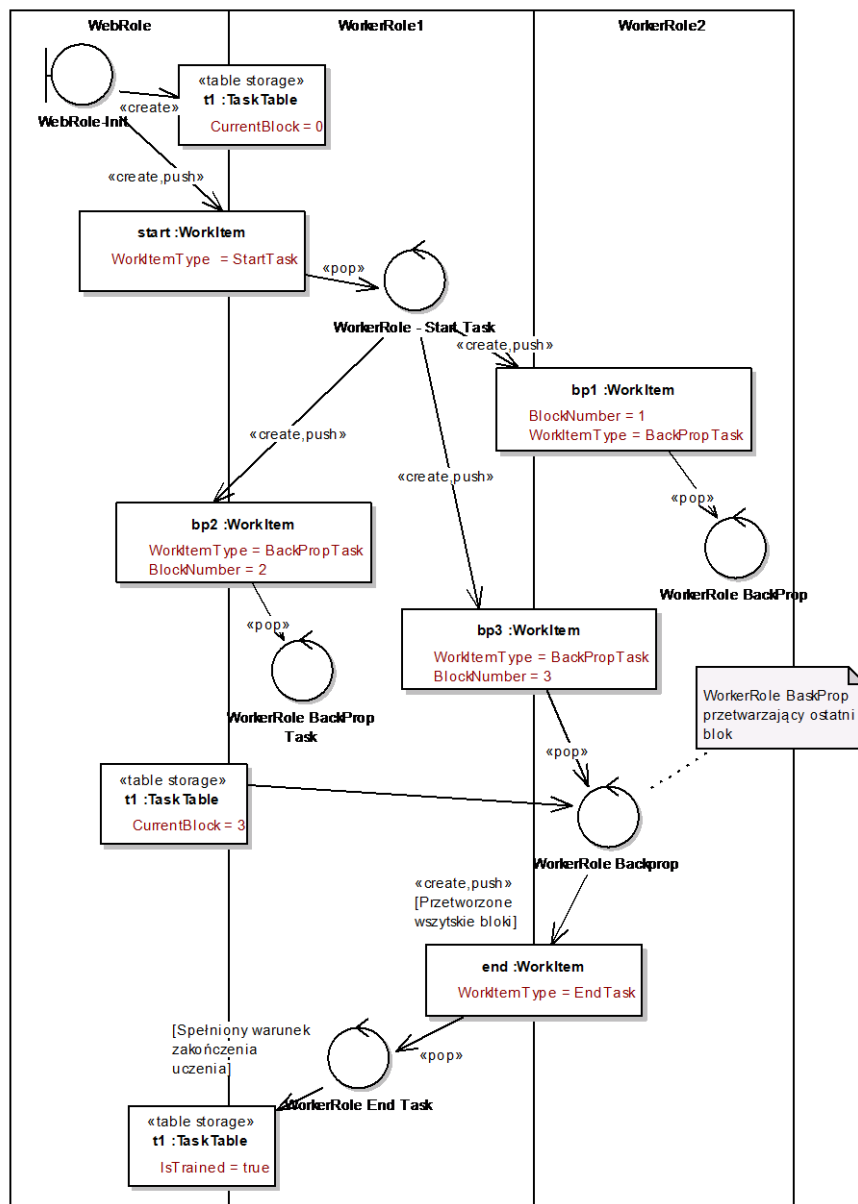 WebRole
WorkerRole1
WorkerRole2
«table storage»
t1 :TaskTable
CurrentBlock = 0
«create»
WebRole-Init
«create,push»
start :WorkItem
WorkItemType = StartTask
«pop»
WorkerRole - Start Task
«create,push»
bp1 :WorkItem
BlockNumber = 1
WorkItemType = BackPropTask
«create,push»
«create,push»
«pop»
bp2 :WorkItem
WorkItemType = BackPropTask
BlockNumber = 2
WorkerRole BackProp
«pop»
bp3 :WorkItem
WorkItemType = BackPropTask
BlockNumber = 3
WorkerRole BackProp
Task
WorkerRole BaskProp
przetwarzający ostatni
blok
«pop»
«table storage»
t1 :TaskTable
CurrentBlock = 3
WorkerRole Backprop
«create,push»
[Przetworzone
wszytskie bloki]
end :WorkItem
WorkItemType = EndTask
[Spełniony warunek
zakończenia
uczenia]
«pop»
WorkerRole End Task
«table storage»
t1 :TaskTable
IsTrained = true